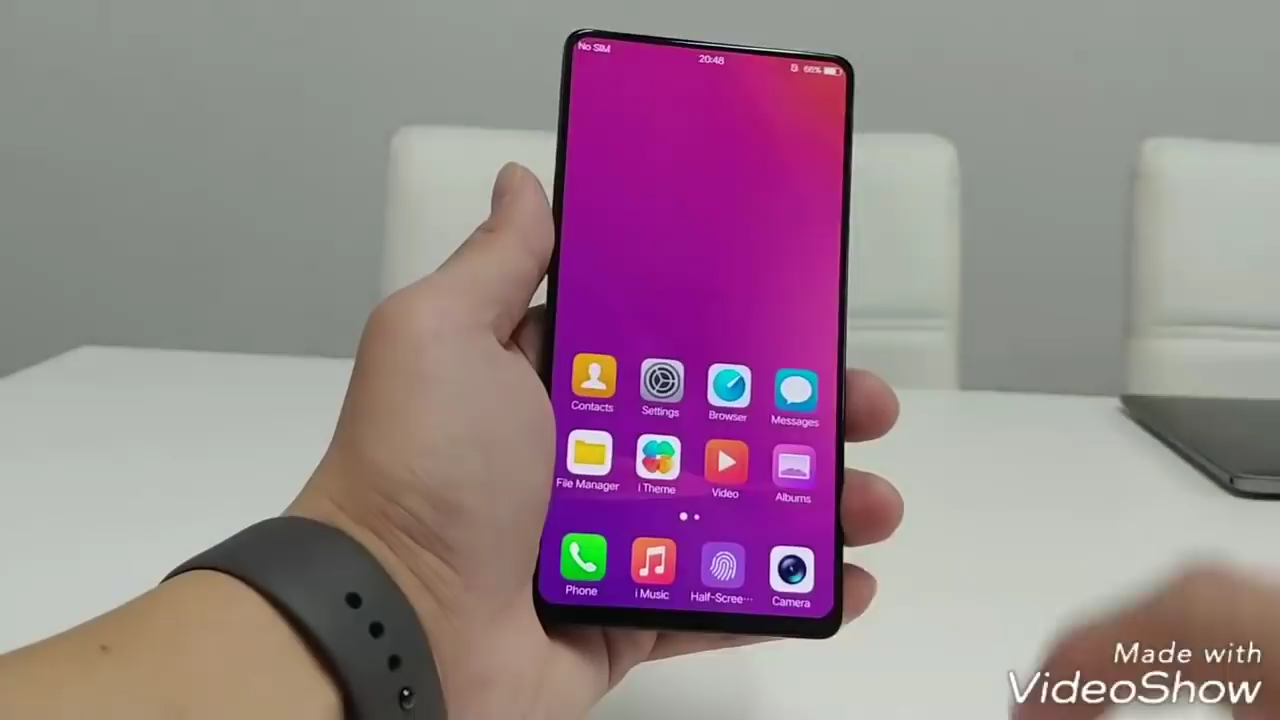 No SIM
20:48
66%
Contacts
Settings
Browser
Messages
File Manager
i Theme
Video
Albums
Phone
i Music
Half-Scree···
Camera
Made with
VideoShow